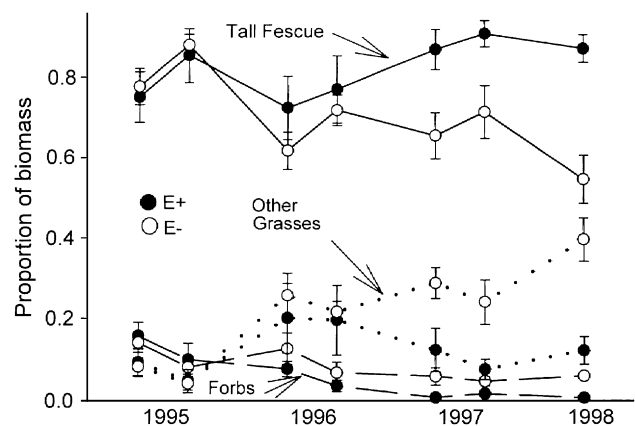 Tall Fescue
0.8
0.6
0.4
0.2
0.0
Proportion of biomass
E+
E-
Other
Grasses
Forbs
1995 1996 1997 1998